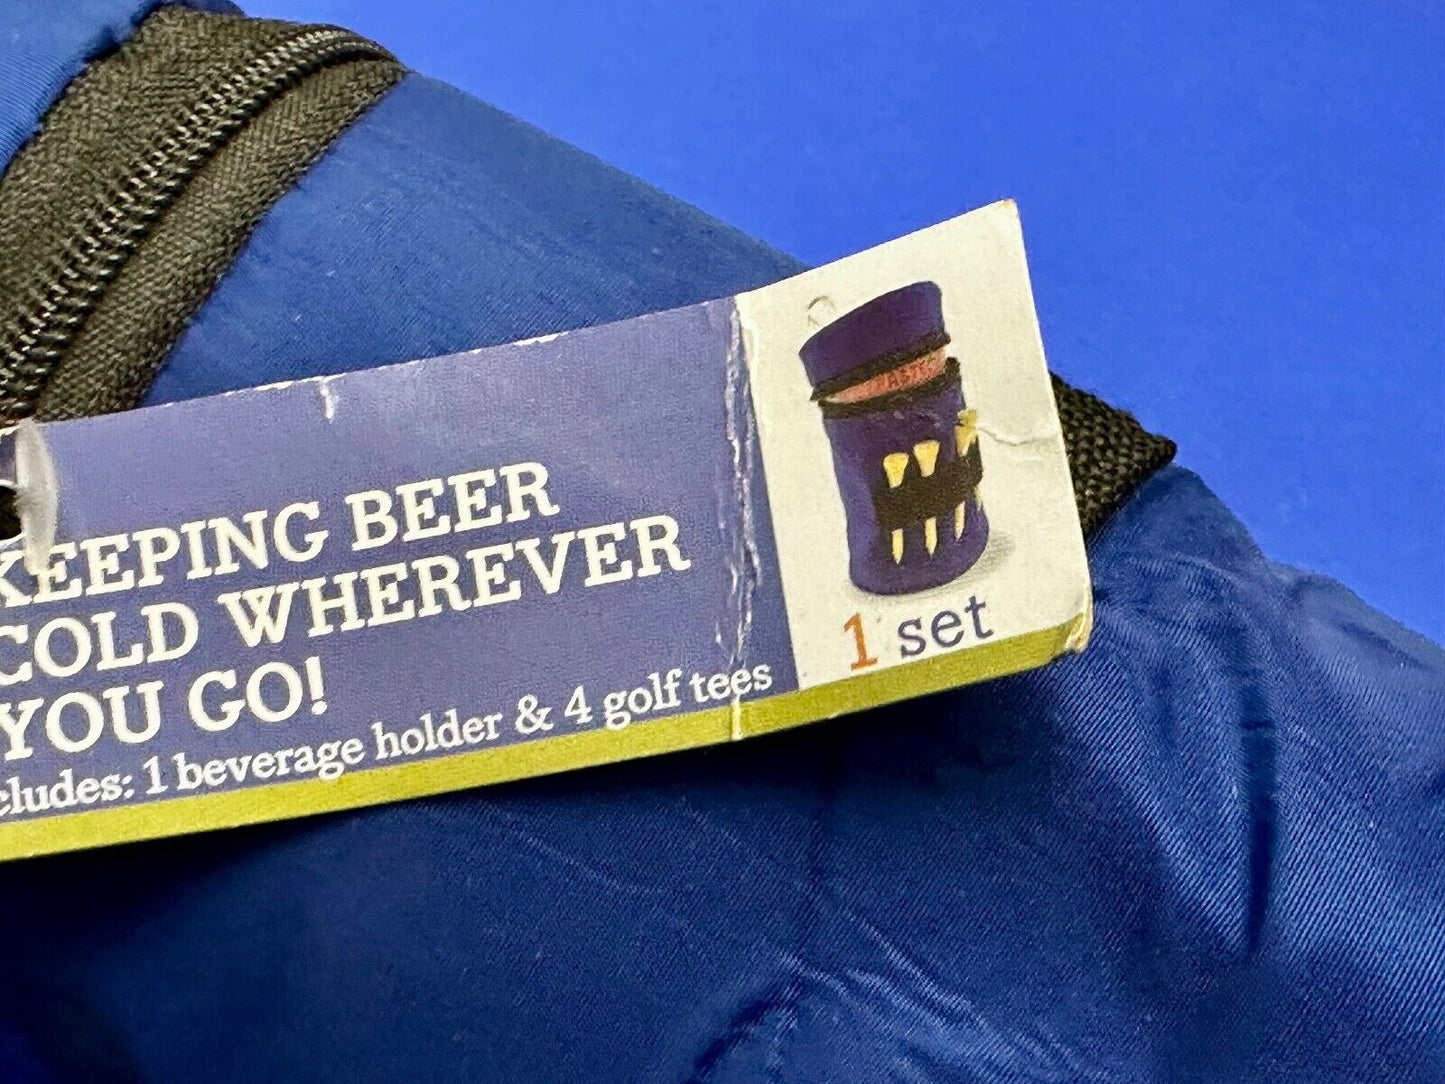 KEEPING BEER
COLD WHEREVER
YOU GO!
cludes: 1 beverage holder & 4 golf tees
1 set